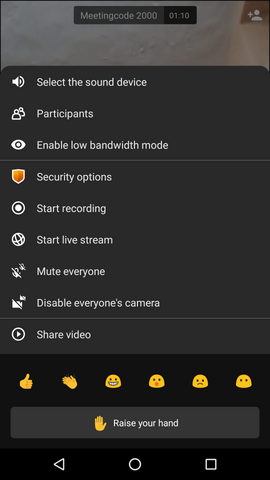 Meetingcode 2000 01:10
Select the sound device
Participants
Enable low bandwidth mode
Security options
Start recording
Start live stream
Mute everyone
Disable everyone's camera
Share video
Raise your hand